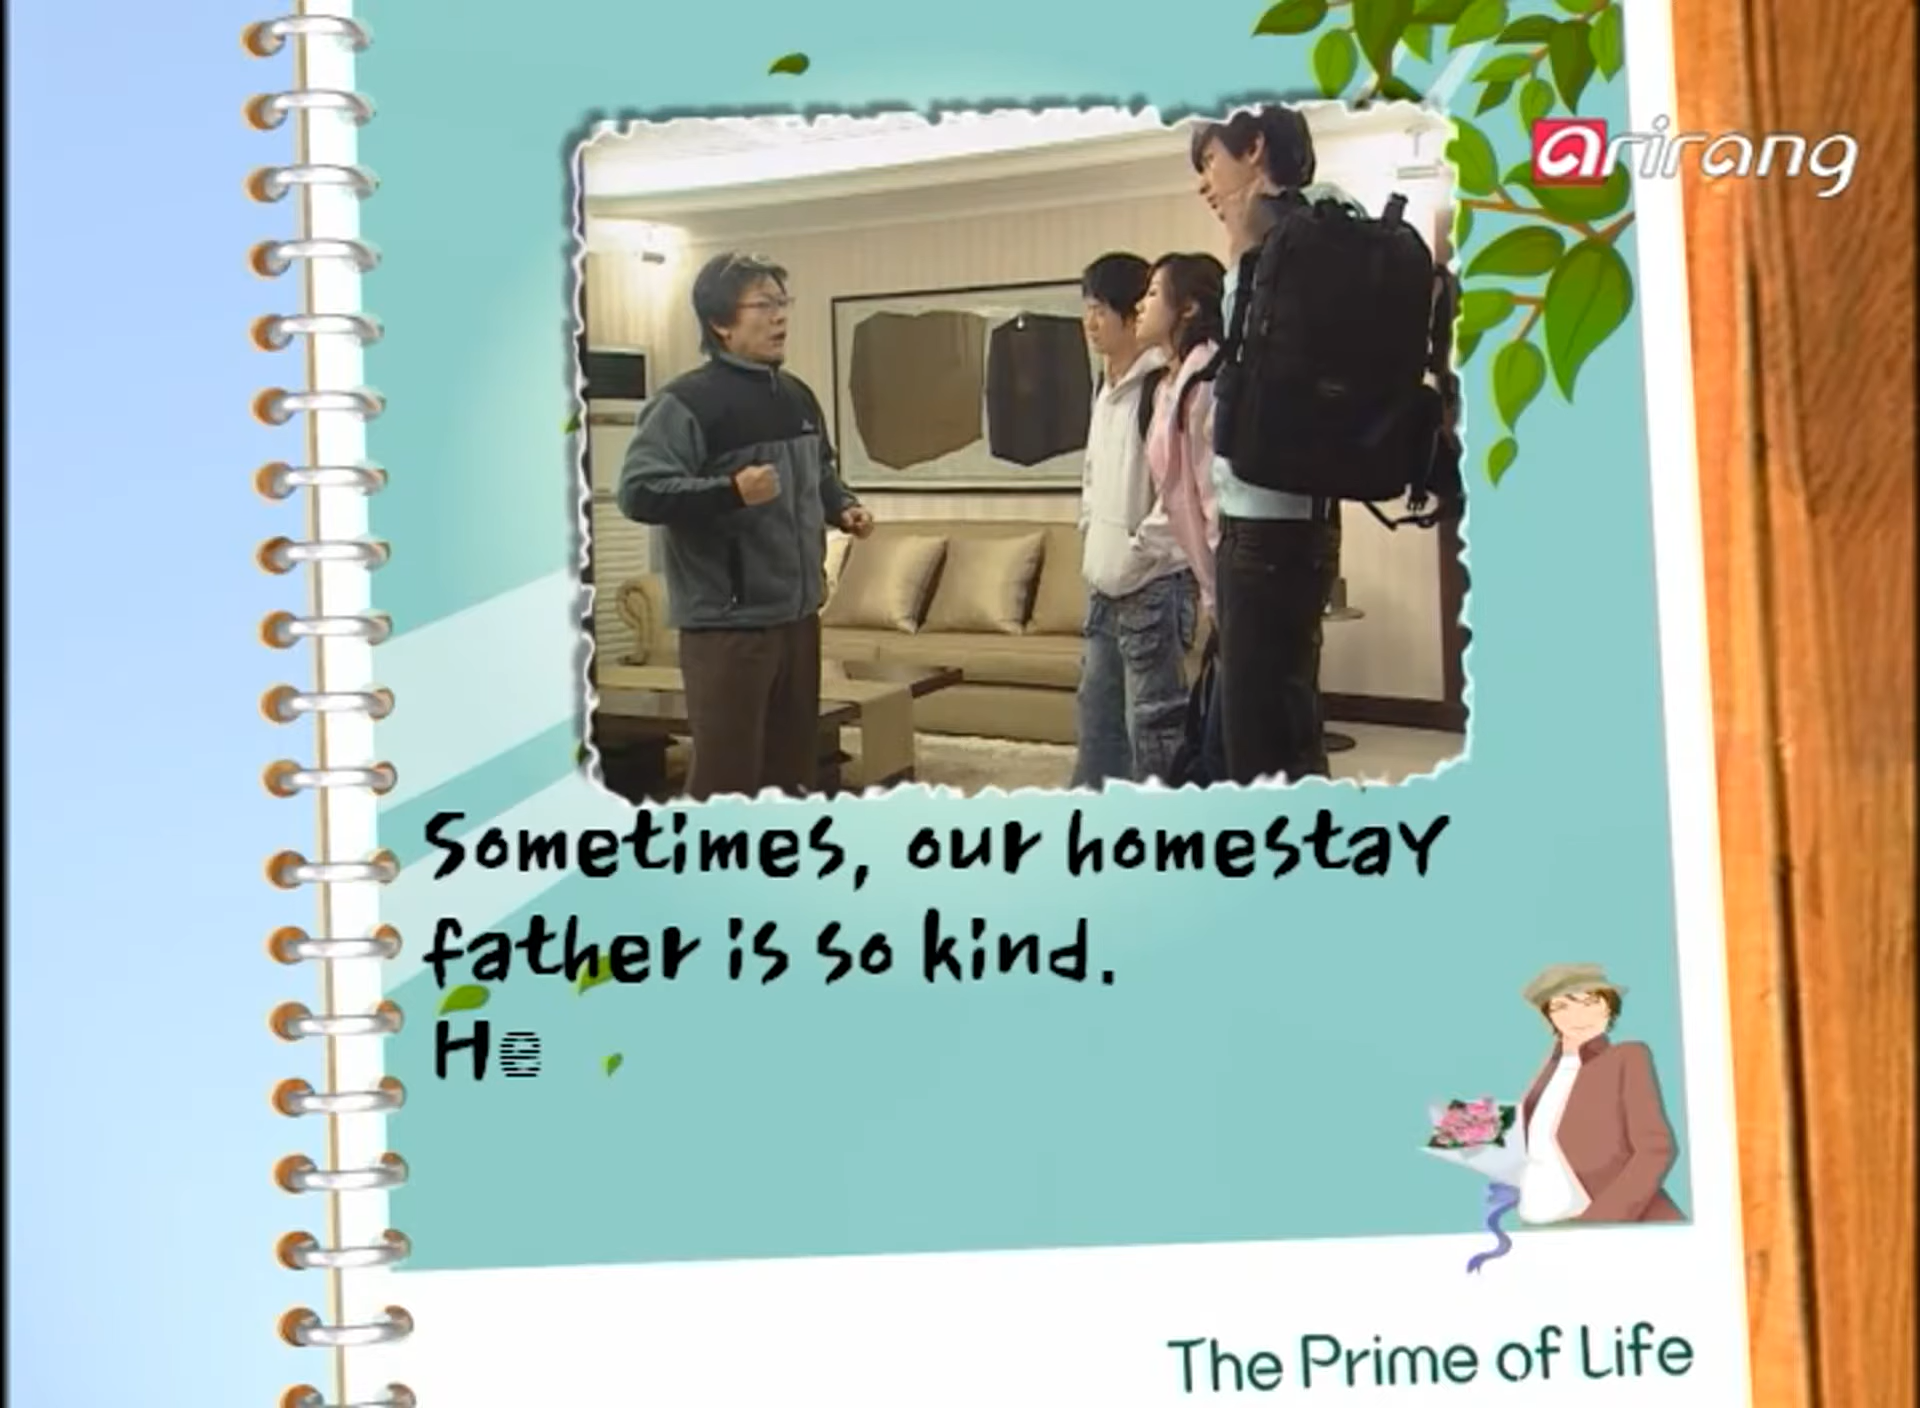 arirang
Sometimes, our homestay
father is so kind.
He
The Prime of Life